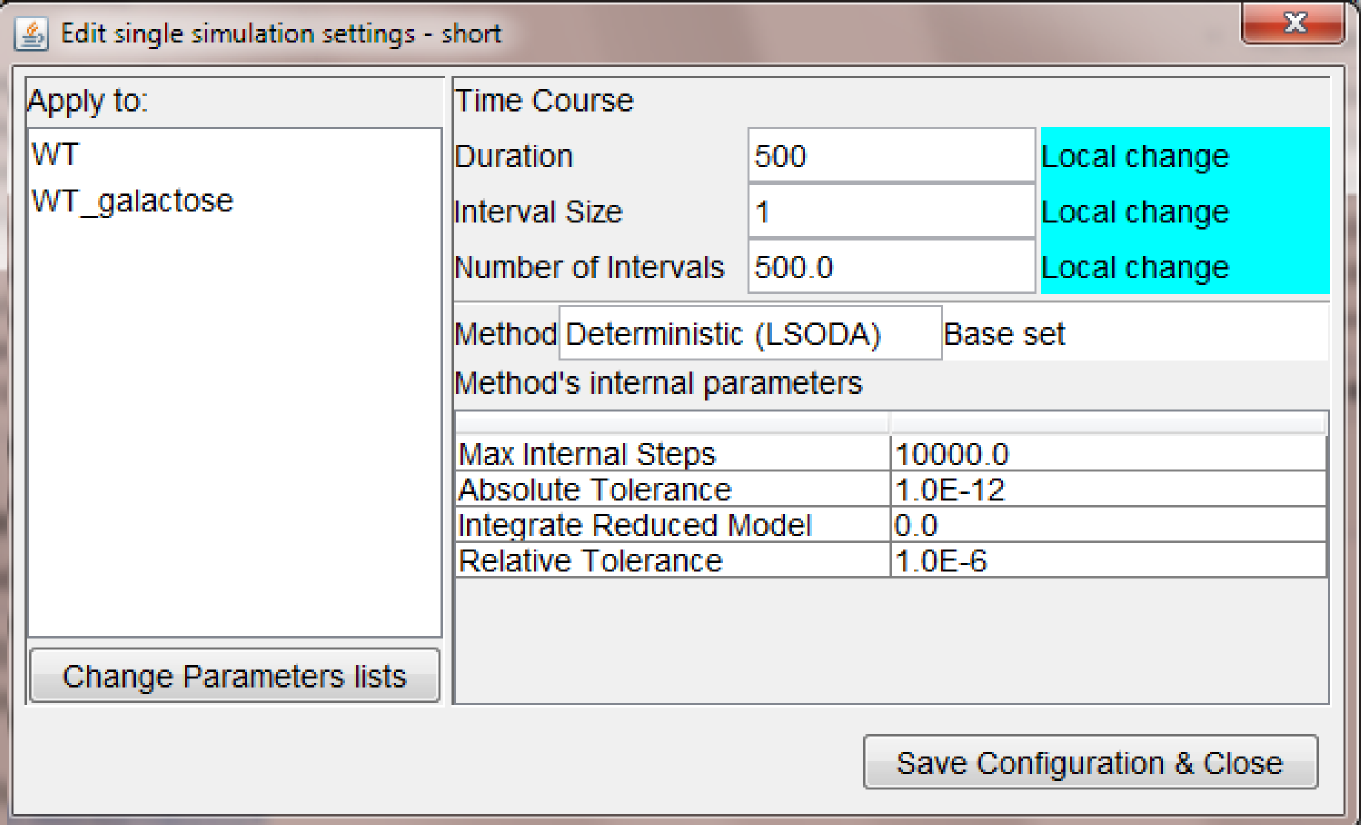 Edit single simulation settings - short
Apply to:
WT
WT_galactose
Change Parameters lists
Time Course
Duration 500 Local change
Interval Size 1 Local change
Number of Intervals 500.0 Local change
Method Deterministic (LSODA) Base set
Method's internal parameters
Max Internal Steps 10000.0
Absolute Tolerance 1.0E-12
Integrate Reduced Model 0.0
Relative Tolerance 1.0E-6
Save Configuration & Close